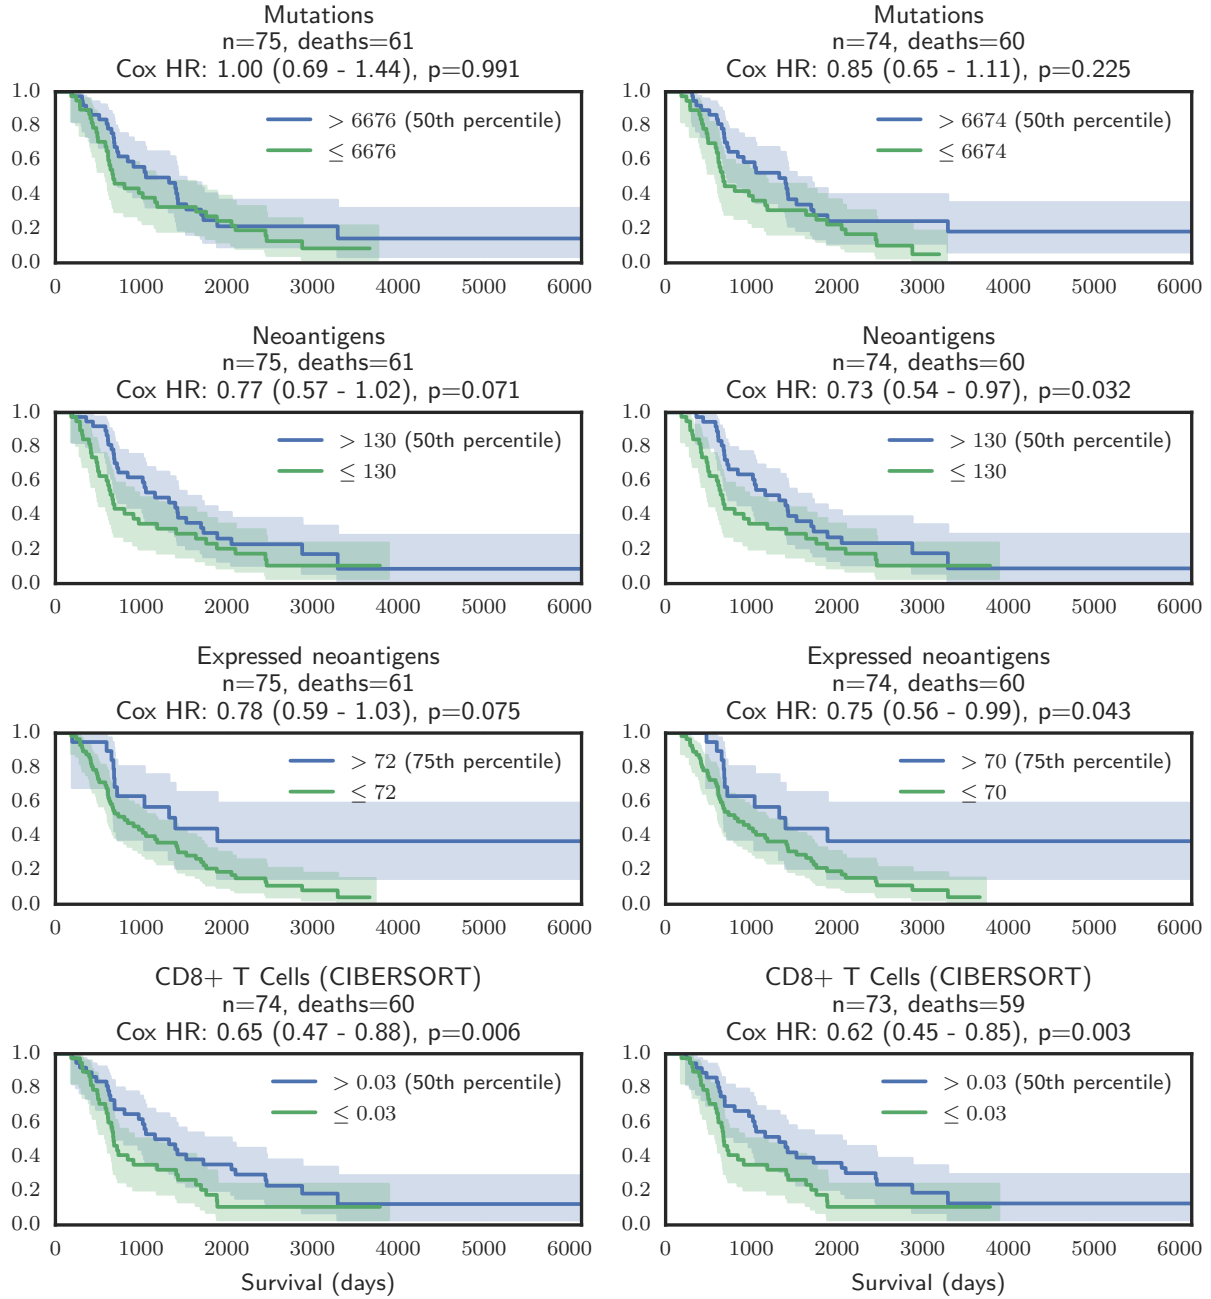 Mutations
n=75, deaths=61
Cox HR: 1.00 (0.69 - 1.44), p=0.991
1.0
0.8
0.6
0.4
0.2
0.0
> 6676 (50th percentile)
≤ 6676
0 1000 2000 3000 4000 5000 6000
Mutations
n=74, deaths=60
Cox HR: 0.85 (0.65 - 1.11), p=0.225
1.0
0.8
0.6
0.4
0.2
0.0
> 6674 (50th percentile)
≤ 6674
0 1000 2000 3000 4000 5000 6000
Neoantigens
n=75, deaths=61
Cox HR: 0.77 (0.57 - 1.02), p=0.071
1.0
0.8
0.6
0.4
0.2
0.0
> 130 (50th percentile)
≤ 130
0 1000 2000 3000 4000 5000 6000
Neoantigens
n=74, deaths=60
Cox HR: 0.73 (0.54 - 0.97), p=0.032
1.0
0.8
0.6
0.4
0.2
0.0
> 130 (50th percentile)
≤ 130
0 1000 2000 3000 4000 5000 6000
Expressed neoantigens
n=75, deaths=61
Cox HR: 0.78 (0.59 - 1.03), p=0.075
1.0
0.8
0.6
0.4
0.2
0.0
> 72 (75th percentile)
≤ 72
0 1000 2000 3000 4000 5000 6000
Expressed neoantigens
n=74, deaths=60
Cox HR: 0.75 (0.56 - 0.99), p=0.043
1.0
0.8
0.6
0.4
0.2
0.0
> 70 (75th percentile)
≤ 70
0 1000 2000 3000 4000 5000 6000
CD8+ T Cells (CIBERSORT)
n=74, deaths=60
Cox HR: 0.65 (0.47 - 0.88), p=0.006
1.0
0.8
0.6
0.4
0.2
0.0
> 0.03 (50th percentile)
≤ 0.03
0 1000 2000 3000 4000 5000 6000
Survival (days)
CD8+ T Cells (CIBERSORT)
n=73, deaths=59
Cox HR: 0.62 (0.45 - 0.85), p=0.003
1.0
0.8
0.6
0.4
0.2
0.0
> 0.03 (50th percentile)
≤ 0.03
0 1000 2000 3000 4000 5000 6000
Survival (days)